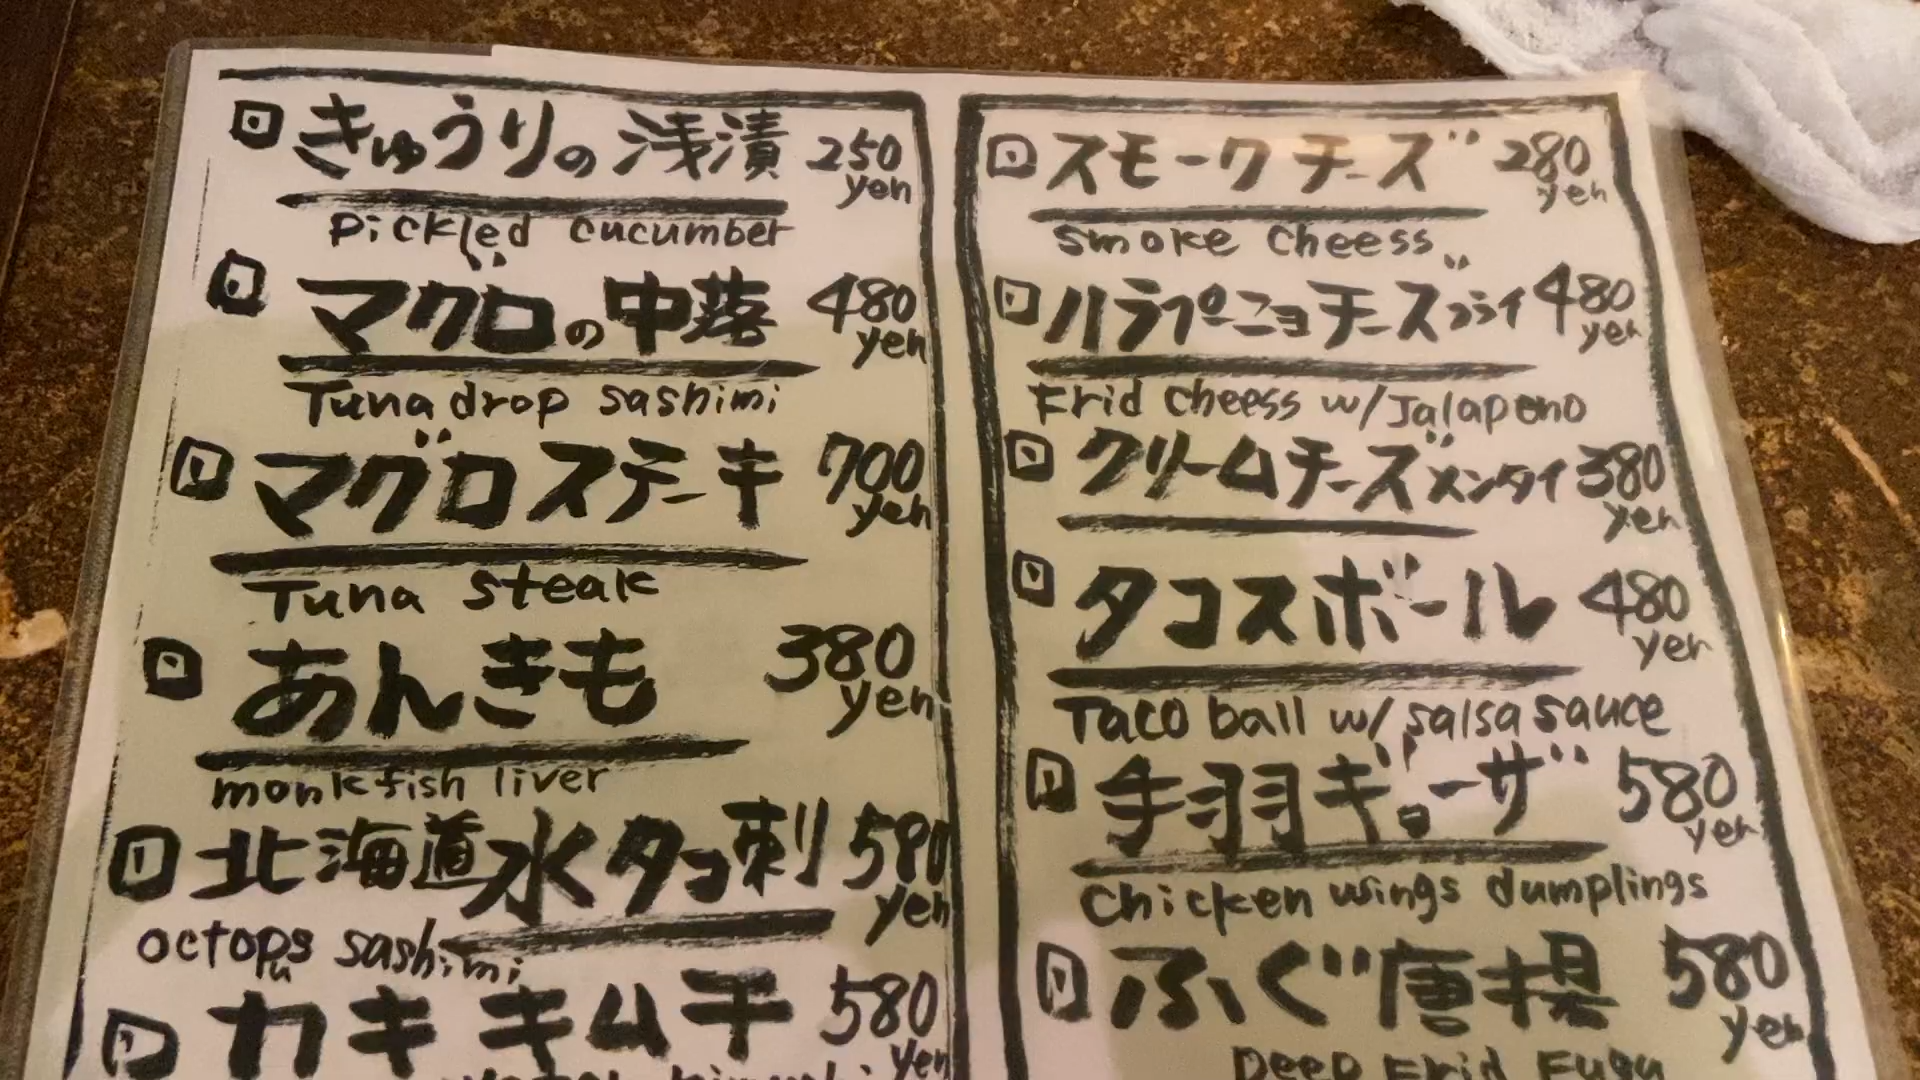 きゅうりの浅漬 250 yen
Pickled cucumber
マグロの中落 480 yen
Tuna drop sashimi
マグロステーキ 700 yen
Tuna steak
あんきも 380 yen
monkfish liver
北海道水タコ刺 580 yen
octopus sashimi
カキキムチ 580 yen
スモークチーズ 280 yen
Smoke Cheess
ハラペニョチーズフライ 480 yen
Frid cheess w/Jalapeno
クリームチーズメンタイ 380 yen
タコスボール 480 yen
Taco ball w/ salsa sauce
手羽ギョーザ 580 yen
Chicken wings dumplings
ふぐ唐揚 580 yen
Deep Frid Fugu